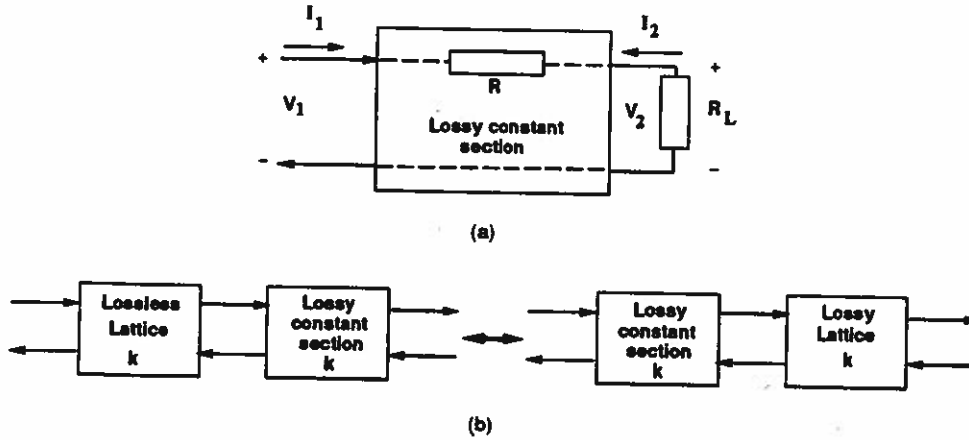 I1 I2
+ +
R
V1 V2 RL
Lossy constant
section
- -
(a)
Lossless
Lattice
k
Lossy
constant
section
k
Lossy
constant
section
k
Lossy
Lattice
k
(b)